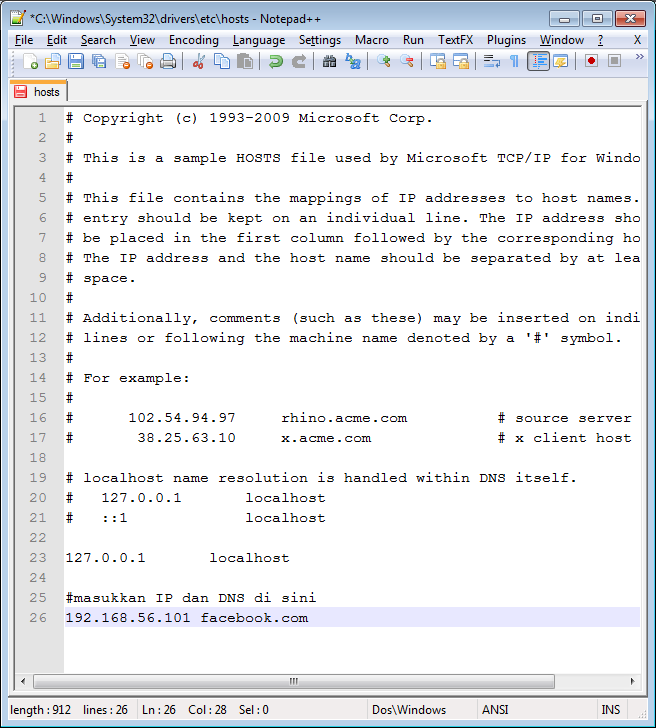 *C:\Windows\System32\drivers\etc\hosts - Notepad++
File Edit Search View Encoding Language Settings Macro Run TextFX Plugins Window ? X
hosts
1 # Copyright (c) 1993-2009 Microsoft Corp.
2 #
3 # This is a sample HOSTS file used by Microsoft TCP/IP for Windo
4 #
5 # This file contains the mappings of IP addresses to host names.
6 # entry should be kept on an individual line. The IP address sho
7 # be placed in the first column followed by the corresponding ho
8 # The IP address and the host name should be separated by at lea
9 # space.
10 #
11 # Additionally, comments (such as these) may be inserted on indi
12 # lines or following the machine name denoted by a '#' symbol.
13 #
14 # For example:
15 #
16 # 102.54.94.97 rhino.acme.com # source server
17 # 38.25.63.10 x.acme.com # x client host
18
19 # localhost name resolution is handled within DNS itself.
20 # 127.0.0.1 localhost
21 # ::1 localhost
22
23 127.0.0.1 localhost
24
25 #masukkan IP dan DNS di sini
26 192.168.56.101 facebook.com
length : 912 lines : 26 Ln : 26 Col : 28 Sel : 0 Dos\Windows ANSI INS